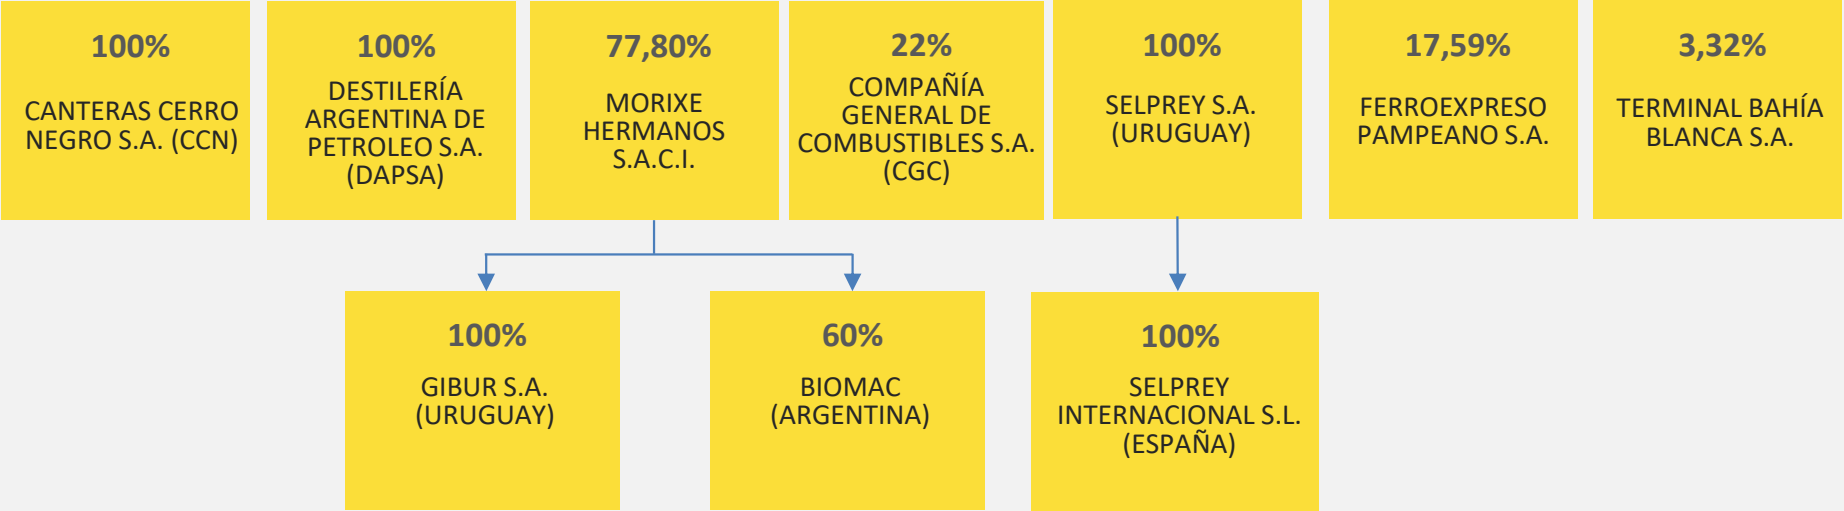 100%
CANTERAS CERRO
NEGRO S.A. (CCN)
100%
DESTILERÍA
ARGENTINA DE
PETROLEO S.A.
(DAPSA)
77,80%
MORIXE
HERMANOS
S.A.C.I.
22%
COMPAÑÍA
GENERAL DE
COMBUSTIBLES S.A.
(CGC)
100%
SELPREY S.A.
(URUGUAY)
17,59%
FERROEXPRESO
PAMPEANO S.A.
3,32%
TERMINAL BAHÍA
BLANCA S.A.
100%
GIBUR S.A.
(URUGUAY)
60%
BIOMAC
(ARGENTINA)
100%
SELPREY
INTERNACIONAL S.L.
(ESPAÑA)